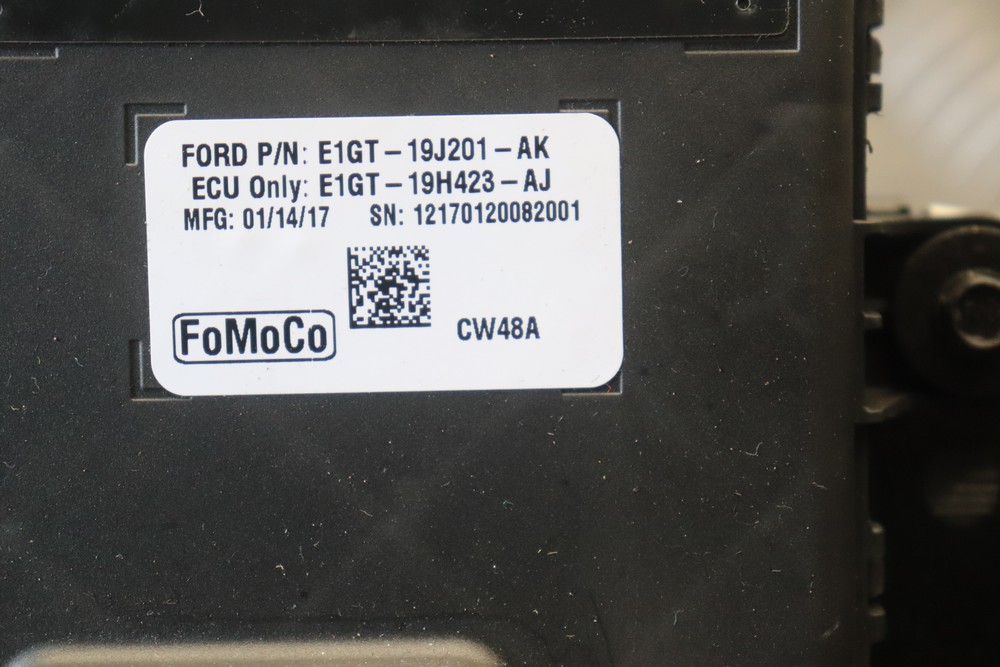 FORD P/N: E1GT-19J201-AK
ECU Only: E1GT-19H423-AJ
MFG: 01/14/17 SN: 12170120082001
FoMoCo
CW48A